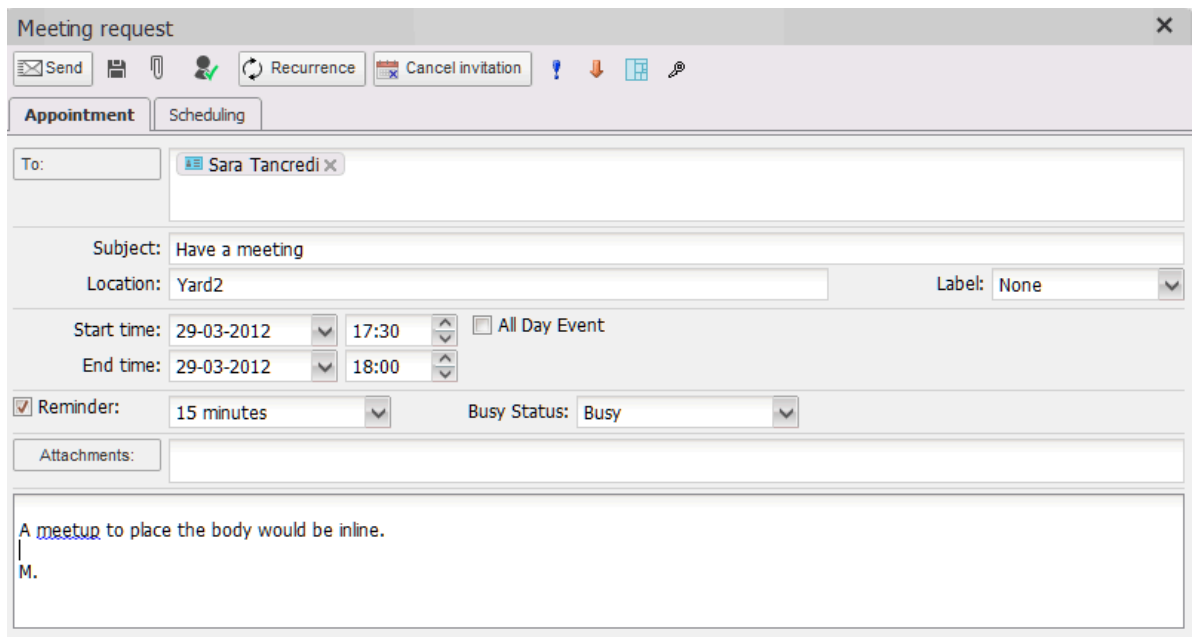 Meeting request
Send Recurrence Cancel invitation
Appointment Scheduling
To: Sara Tancredi
Subject: Have a meeting
Location: Yard2 Label: None
Start time: 29-03-2012 17:30 All Day Event
End time: 29-03-2012 18:00
Reminder: 15 minutes Busy Status: Busy
Attachments:
A meetup to place the body would be inline.
M.